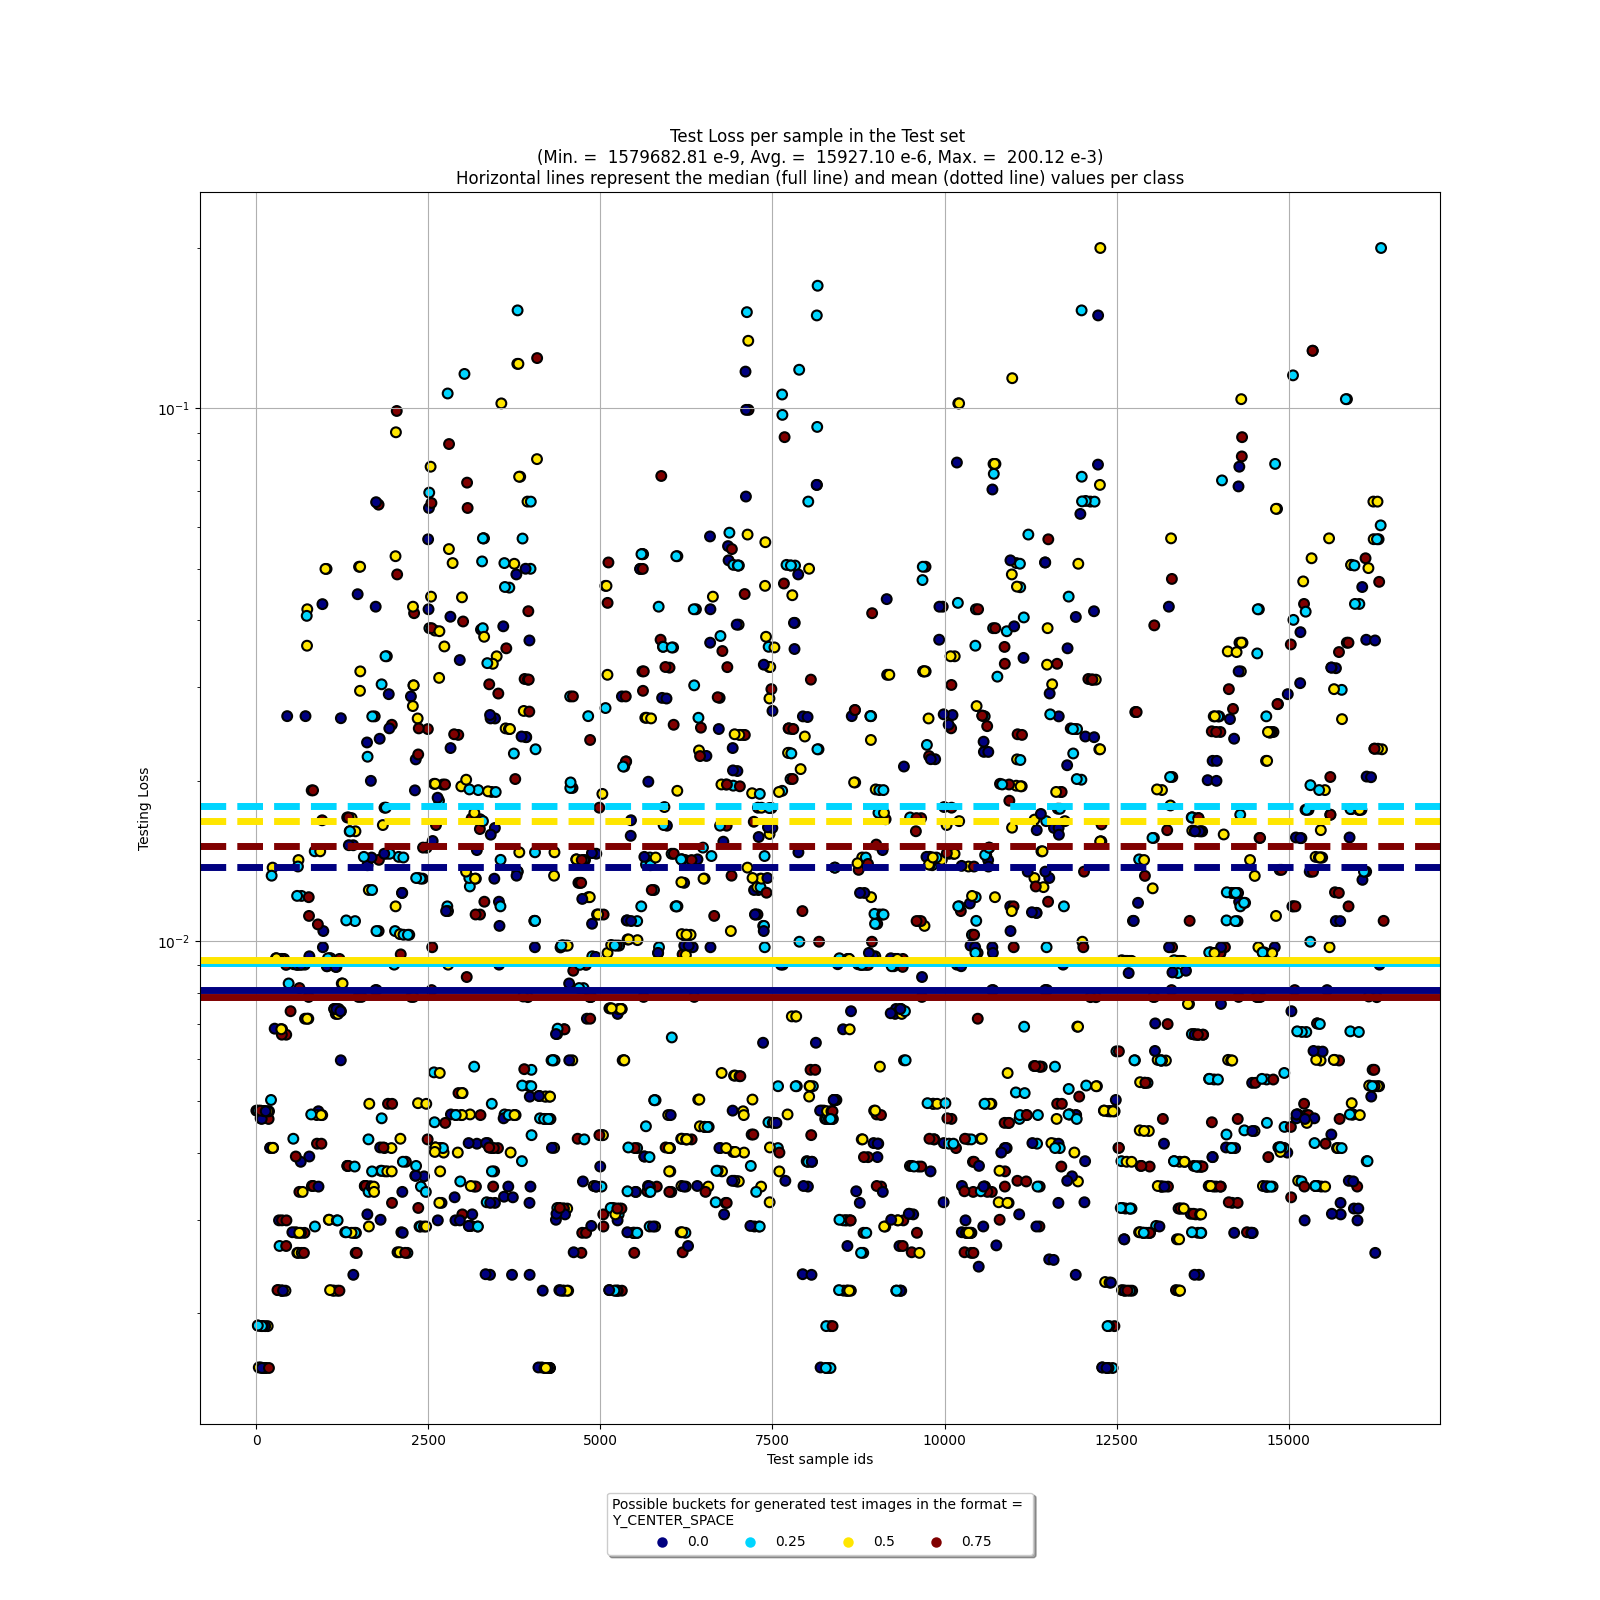 Test Loss per sample in the Test set
(Min. =  1579682.81 e-9, Avg. =  15927.10 e-6, Max. =  200.12 e-3)
Horizontal lines represent the median (full line) and mean (dotted line) values per class
10⁻¹
10⁻²
Testing Loss
0 2500 5000 7500 10000 12500 15000
Test sample ids
Possible buckets for generated test images in the format =
Y_CENTER_SPACE
0.0 0.25 0.5 0.75